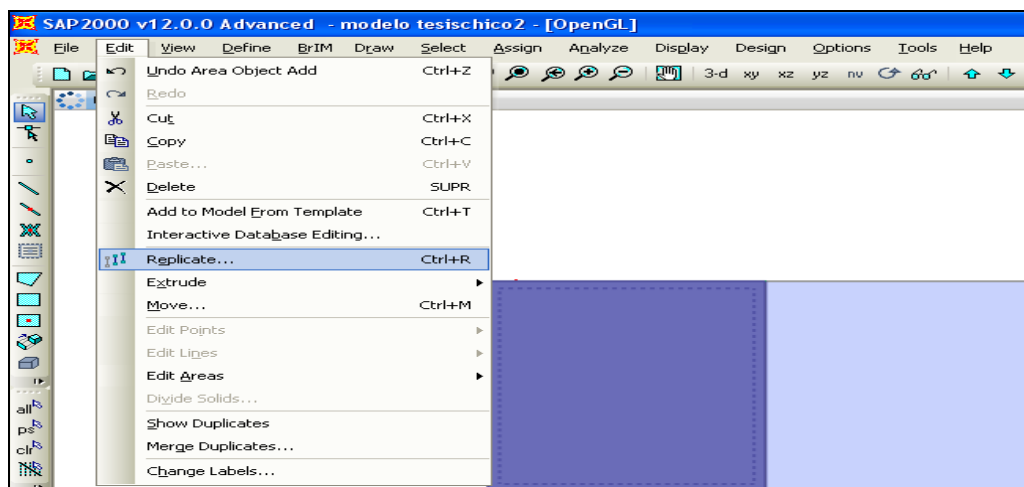 SAP2000 v12.0.0 Advanced - modelo tesischico2 - [OpenGL]
File Edit View Define BrIM Draw Select Assign Analyze Display Design Options Tools Help
3-d xy xz yz nv
Undo Area Object Add Ctrl+Z
Redo
Cut Ctrl+X
Copy Ctrl+C
Paste... Ctrl+V
Delete SUPR
Add to Model From Template Ctrl+T
Interactive Database Editing...
Replicate... Ctrl+R
Extrude
Move... Ctrl+M
Edit Points
Edit Lines
Edit Areas
Divide Solids...
Show Duplicates
Merge Duplicates...
Change Labels...
all
ps
clr